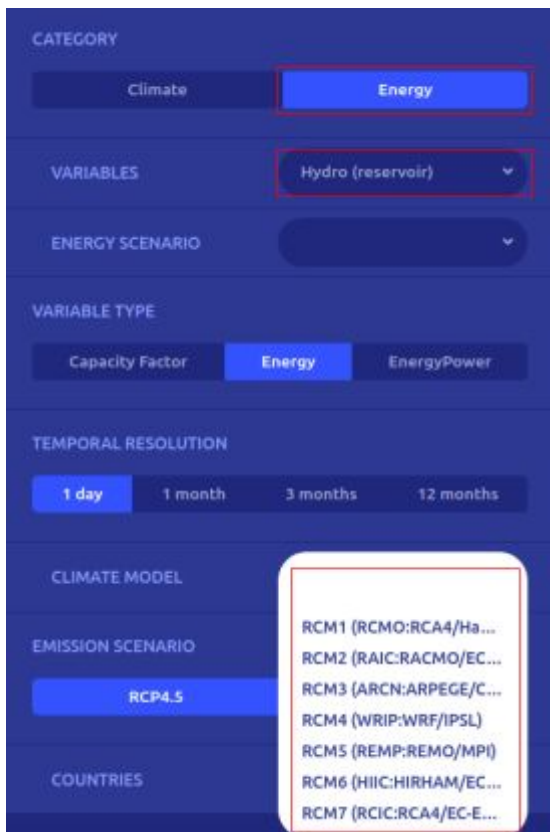 CATEGORY
Climate Energy
VARIABLES Hydro (reservoir)
ENERGY SCENARIO
VARIABLE TYPE
Capacity Factor Energy EnergyPower
TEMPORAL RESOLUTION
1 day 1 month 3 months 12 months
CLIMATE MODEL
RCM1 (RCMO:RCA4/Ha...
EMISSION SCENARIO
RCM2 (RAIC:RACMO/EC...
RCM3 (ARCN:ARPEGE/C...
RCP4.5
RCM4 (WRIP:WRF/IPSL)
RCM5 (REMP:REMO/MPI)
COUNTRIES
RCM6 (HIIC:HIRHAM/EC...
RCM7 (RCIC:RCA4/EC-E...